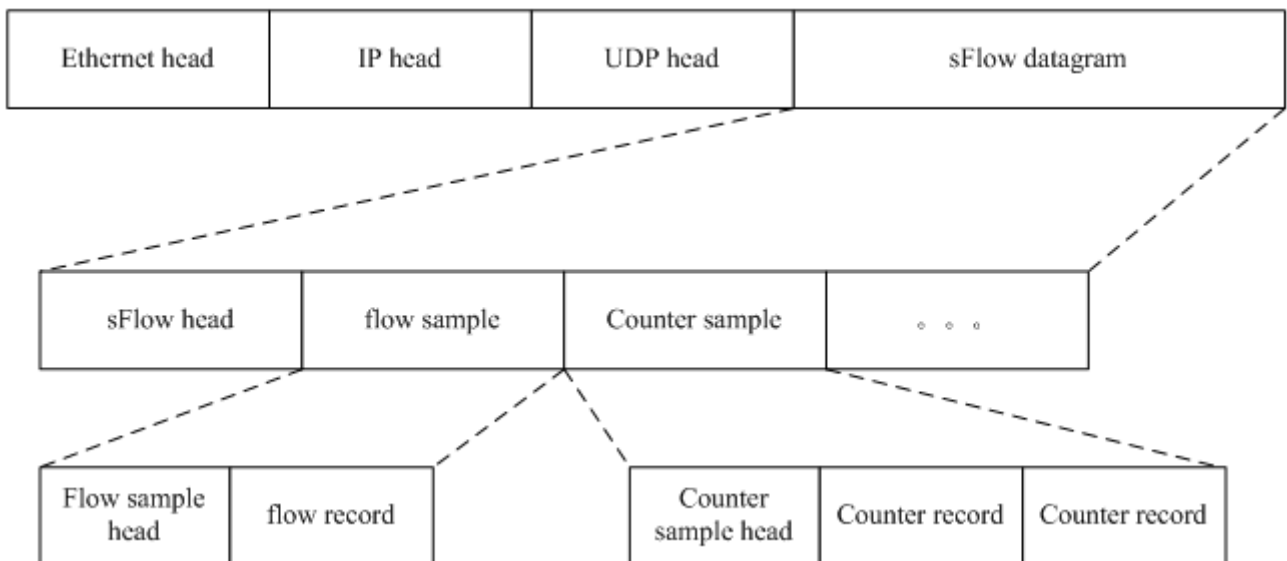 Ethernet head
IP head
UDP head
sFlow datagram
sFlow head
flow sample
Counter sample
。。。
Flow sample
head
flow record
Counter
sample head
Counter record
Counter record